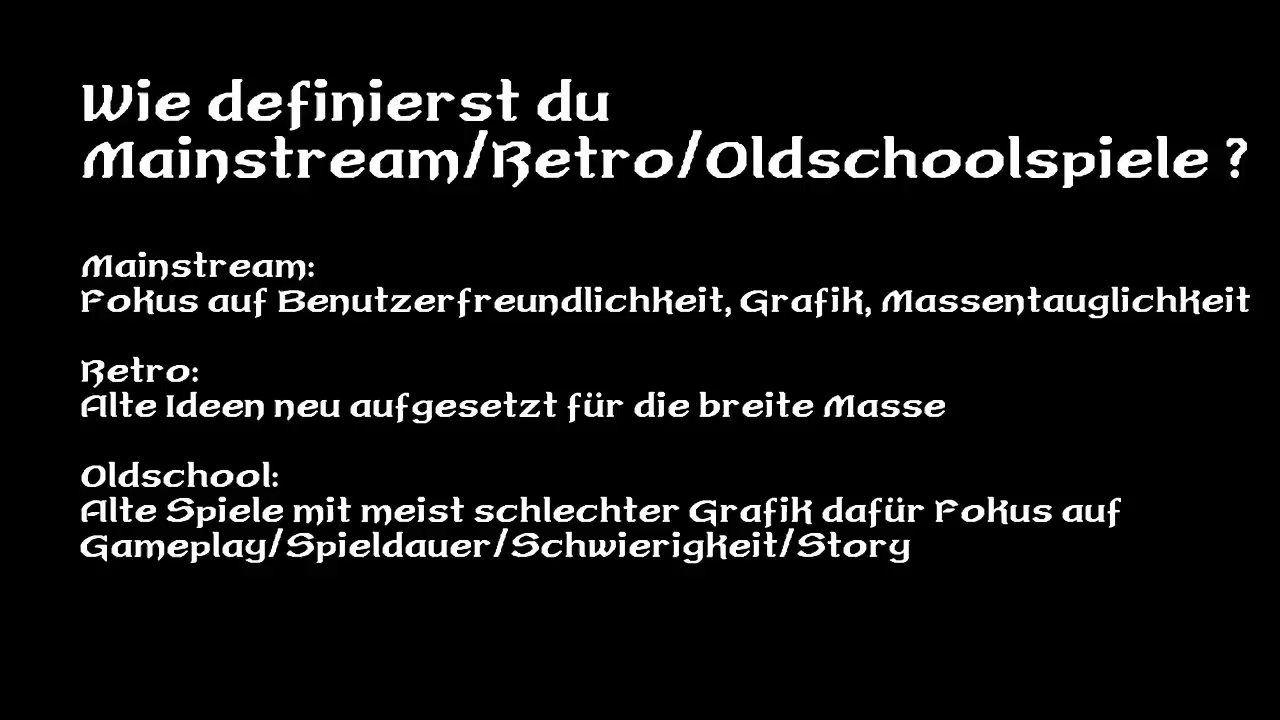 Wie definierst du
Mainstream/Retro/Oldschoolspiele ?
Mainstream:
Fokus auf Benutzerfreundlichkeit, Grafik, Massentauglichkeit
Retro:
Alte Ideen neu aufgesetzt für die breite Masse
Oldschool:
Alte Spiele mit meist schlechter Grafik dafür Fokus auf
Gameplay/Spieldauer/Schwierigkeit/Story